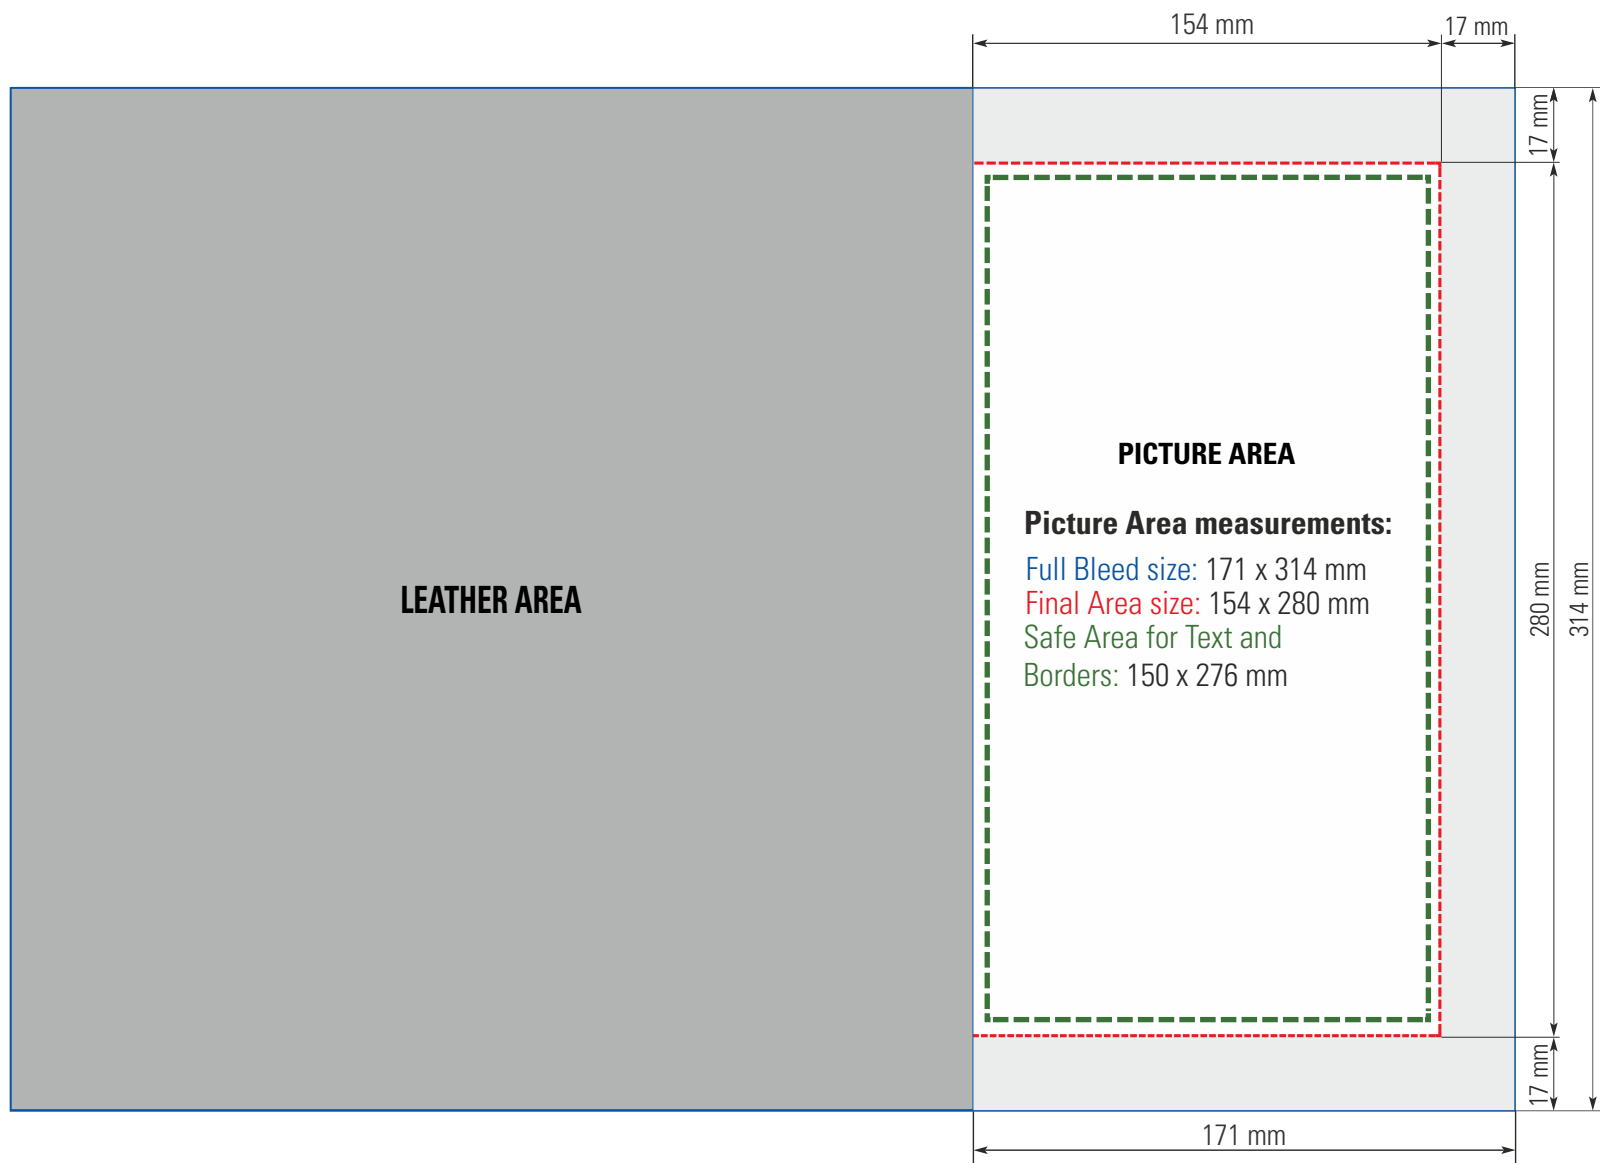 154 mm
17 mm
17 mm
PICTURE AREA
Picture Area measurements:
Full Bleed size: 171 x 314 mm
Final Area size: 154 x 280 mm
Safe Area for Text and
Borders: 150 x 276 mm
LEATHER AREA
280 mm
314 mm
17 mm
171 mm